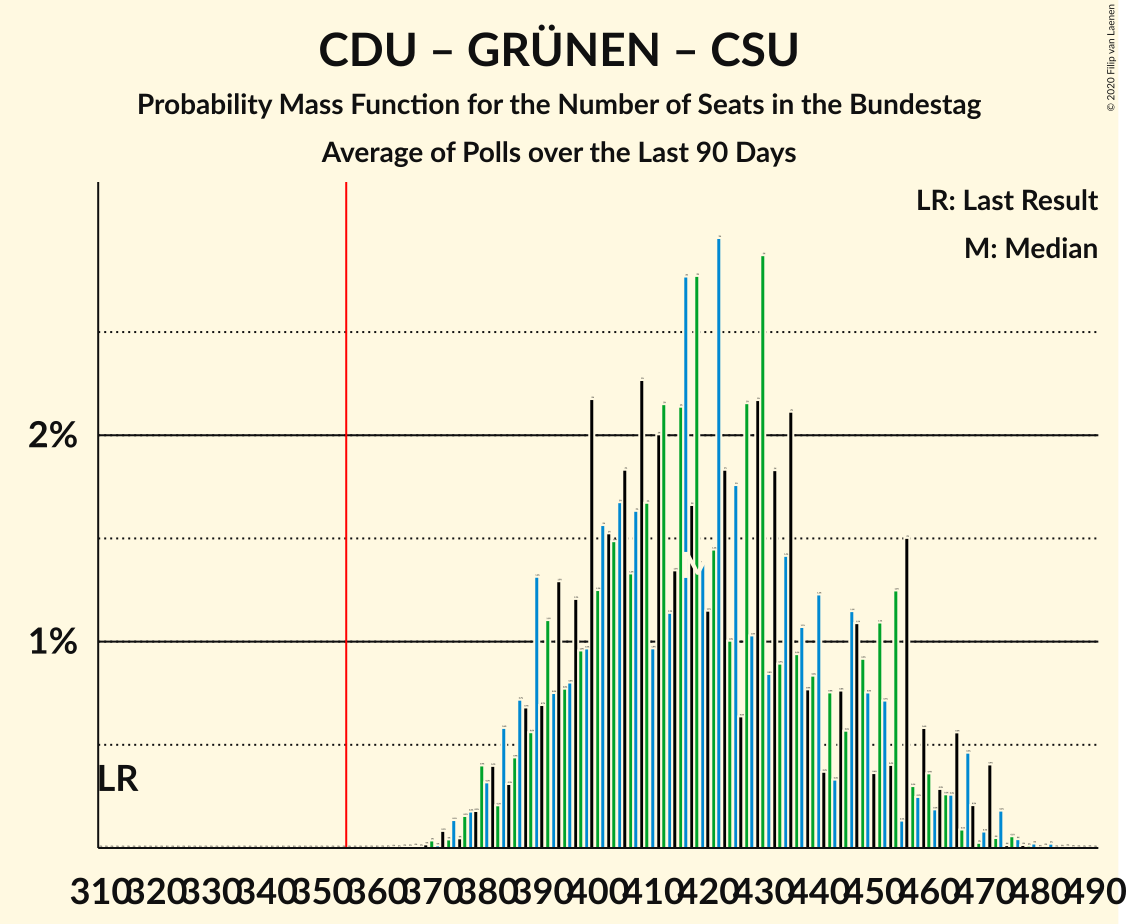 CDU – GRÜNEN – CSU
Probability Mass Function for the Number of Seats in the Bundestag
Average of Polls over the Last 90 Days
© 2020 Filip van Laenen
LR: Last Result
M: Median
2%
1%
LR
M
310 320 330 340 350 360 370 380 390 400 410 420 430 440 450 460 470 480 490